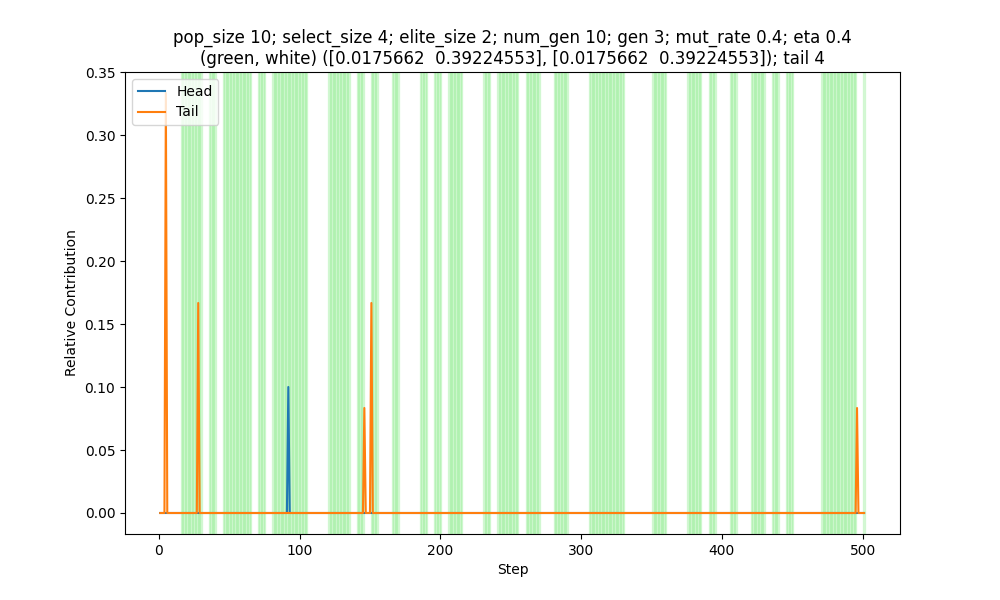 pop_size 10; select_size 4; elite_size 2; num_gen 10; gen 3; mut_rate 0.4; eta 0.4
(green, white) ([0.0175662  0.39224553], [0.0175662  0.39224553]); tail 4
0.35
0.30
0.25
0.20
0.15
0.10
0.05
0.00
Relative Contribution
Head
Tail
0
100
200
300
400
500
Step